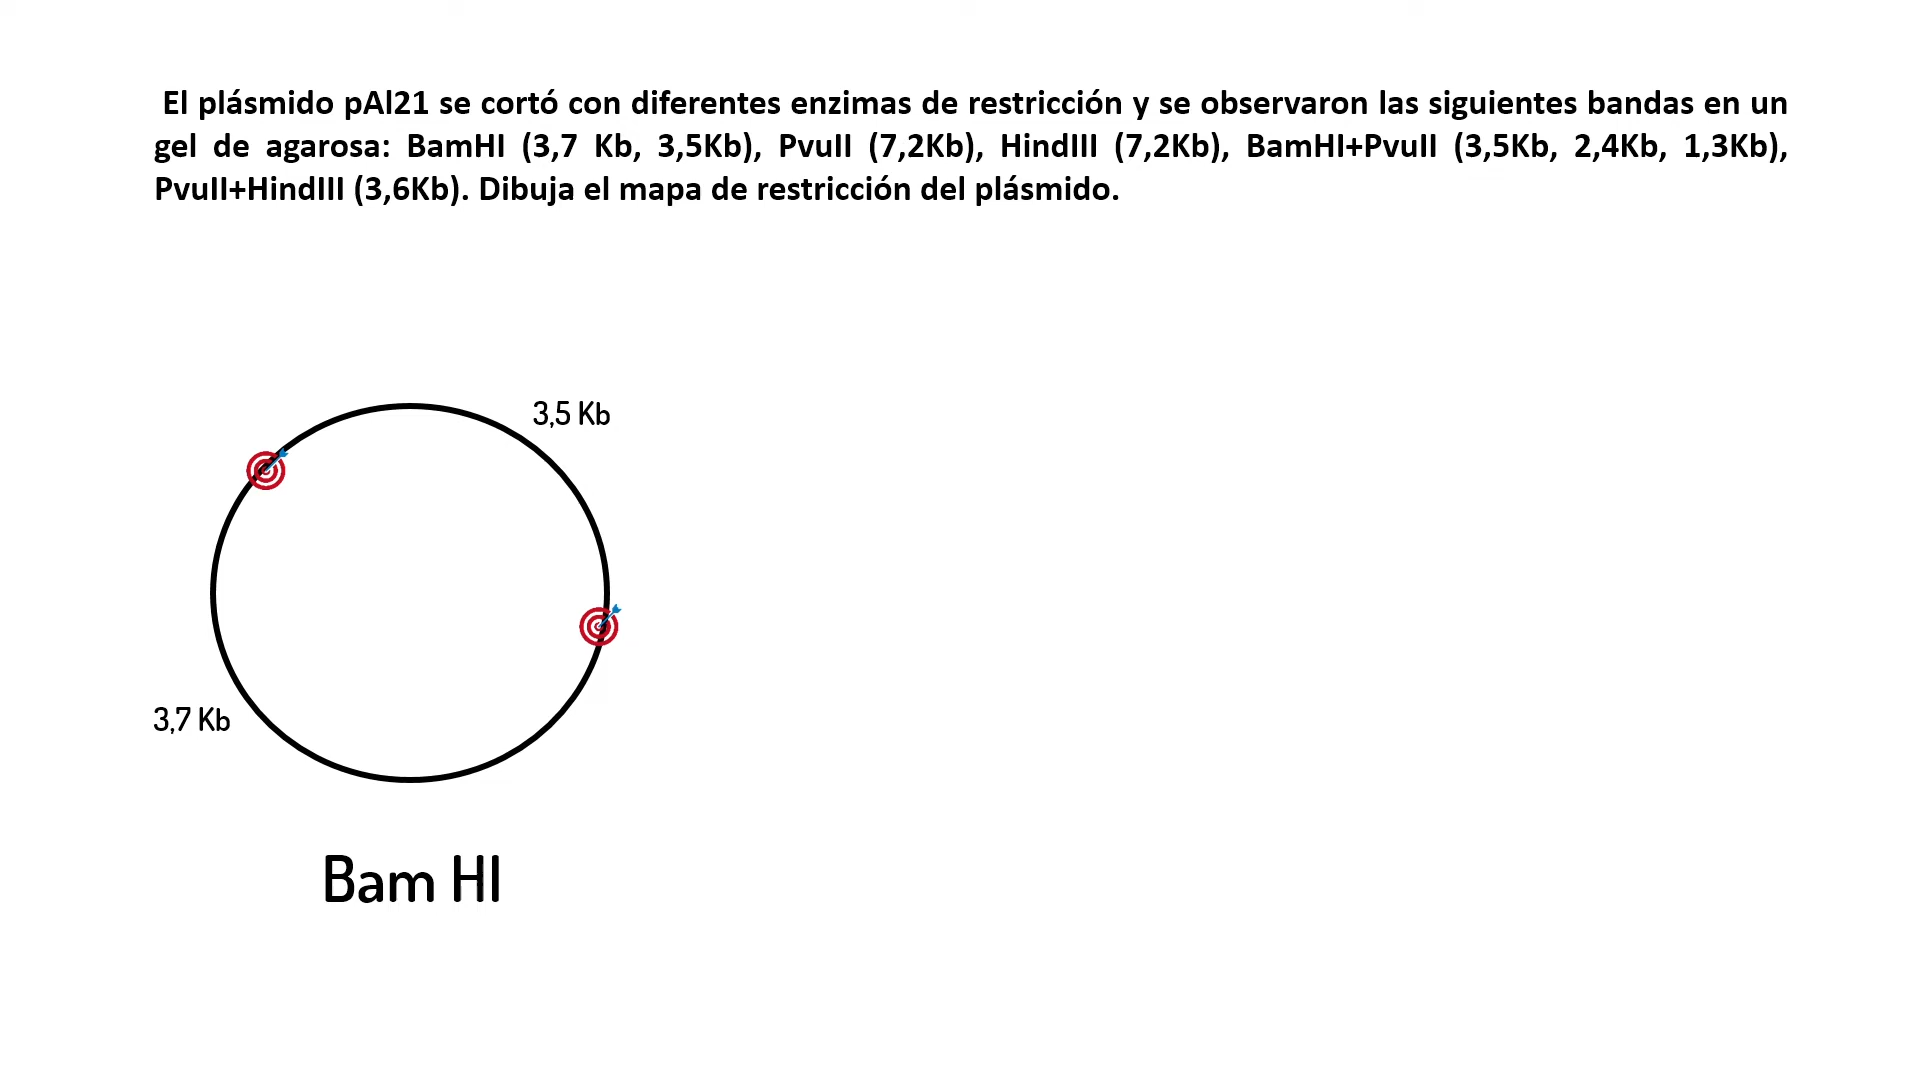 El plásmido pAl21 se cortó con diferentes enzimas de restricción y se observaron las siguientes bandas en un
gel de agarosa: BamHI (3,7 Kb, 3,5Kb), PvuII (7,2Kb), HindIII (7,2Kb), BamHI+PvuII (3,5Kb, 2,4Kb, 1,3Kb),
PvuII+HindIII (3,6Kb). Dibuja el mapa de restricción del plásmido.
3,5 Kb
3,7 Kb
Bam HI